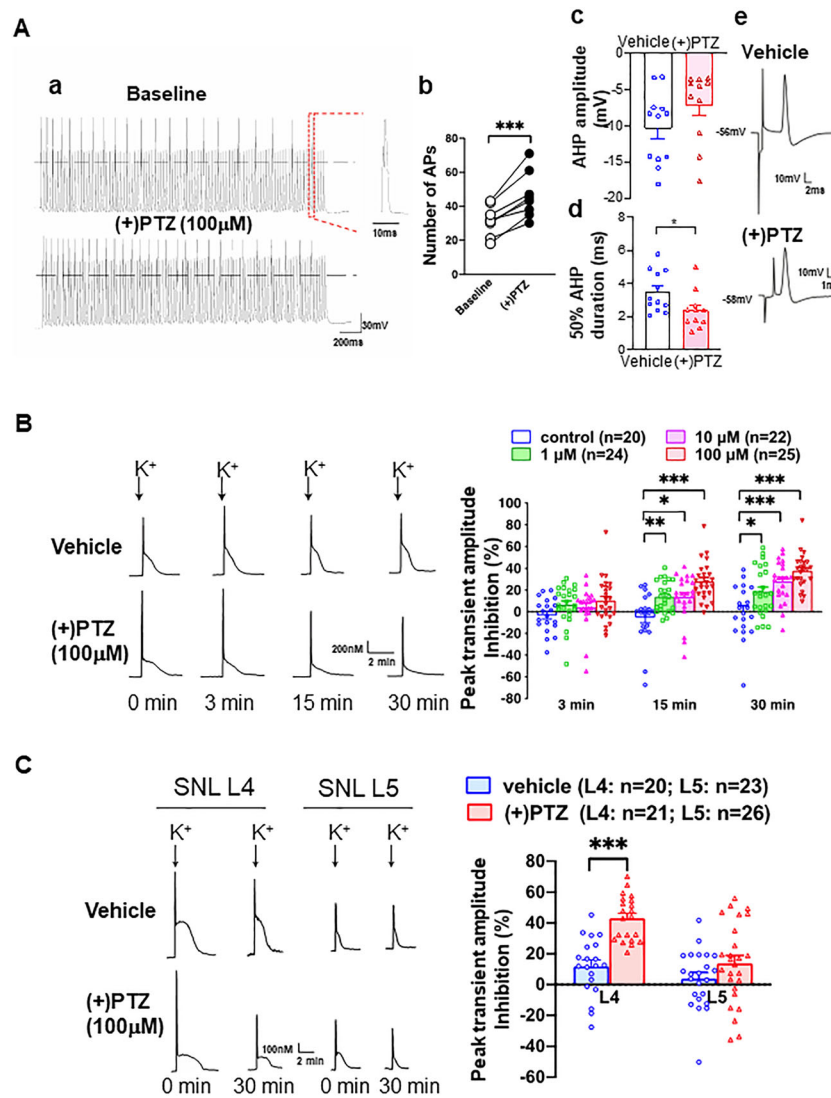 A
a
Baseline
(+)PTZ (100μM)
10ms
30mV
200ms
b
***
Number of APs
80
60
40
20
0
Baseline
(+)PTZ
c
Vehicle (+)PTZ
AHP amplitude
(mV)
0
-5
-10
-15
-20
d
*
50% AHP
duration (ms)
8
6
4
2
0
Vehicle (+)PTZ
e
Vehicle
-56mV
10mV
2ms
(+)PTZ
-58mV
10mV
B
K+ K+ K+ K+
Vehicle
(+)PTZ
(100μM)
200nM
2 min
0 min 3 min 15 min 30 min
control (n=20) 10 μM (n=22)
1 μM (n=24) 100 μM (n=25)
Peak transient amplitude
Inhibition (%)
100
80
60
40
20
0
-20
-40
-60
-80
*** ***
* ***
** *
3 min 15 min 30 min
C
SNL L4 SNL L5
K+ K+ K+ K+
Vehicle
(+)PTZ
(100μM)
100nM
2 min
0 min 30 min 0 min 30 min
vehicle (L4: n=20; L5: n=23)
(+)PTZ (L4: n=21; L5: n=26)
Peak transient amplitude
Inhibition (%)
80
60
40
20
0
-20
-40
-60
***
L4 L5